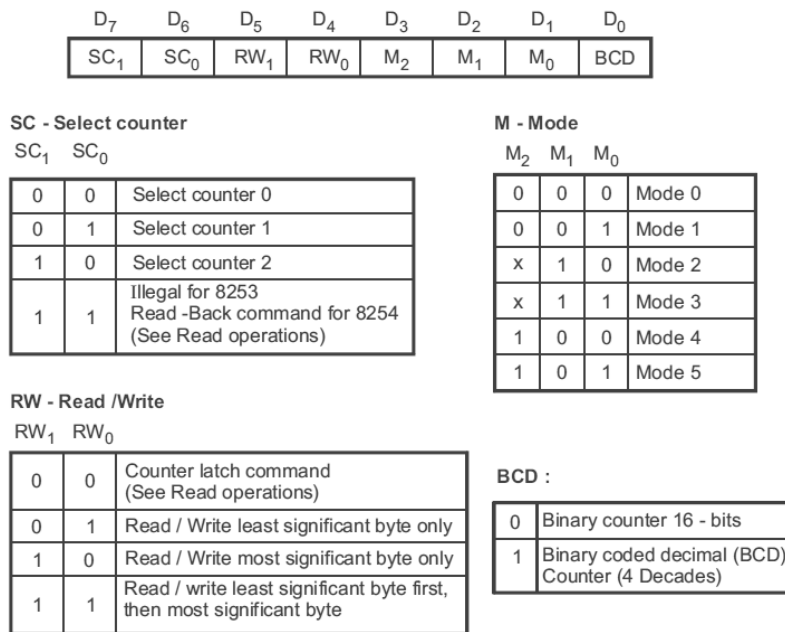 D7 D6 D5 D4 D3 D2 D1 D0
SC1 SC0 RW1 RW0 M2 M1 M0 BCD
SC - Select counter
SC1 SC0
0 0 Select counter 0
0 1 Select counter 1
1 0 Select counter 2
1 1 Illegal for 8253
Read -Back command for 8254
(See Read operations)
M - Mode
M2 M1 M0
0 0 0 Mode 0
0 0 1 Mode 1
x 1 0 Mode 2
x 1 1 Mode 3
1 0 0 Mode 4
1 0 1 Mode 5
RW - Read /Write
RW1 RW0
0 0 Counter latch command
(See Read operations)
0 1 Read / Write least significant byte only
1 0 Read / Write most significant byte only
1 1 Read / write least significant byte first,
then most significant byte
BCD :
0 Binary counter 16 - bits
1 Binary coded decimal (BCD)
Counter (4 Decades)